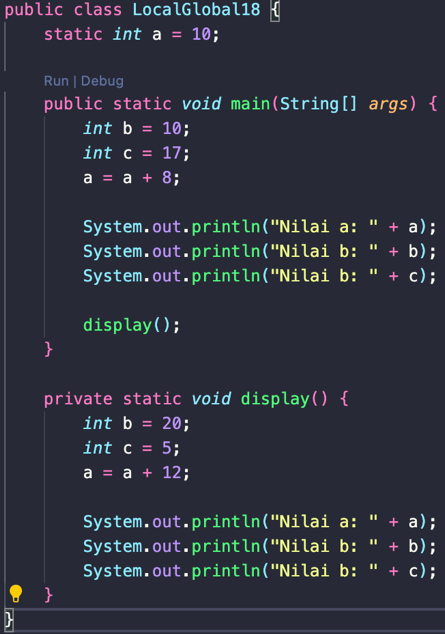 public class LocalGlobal18 {
    static int a = 10;

    Run | Debug
    public static void main(String[] args) {
        int b = 10;
        int c = 17;
        a = a + 8;

        System.out.println("Nilai a: " + a);
        System.out.println("Nilai b: " + b);
        System.out.println("Nilai b: " + c);

        display();
    }

    private static void display() {
        int b = 20;
        int c = 5;
        a = a + 12;

        System.out.println("Nilai a: " + a);
        System.out.println("Nilai b: " + b);
        System.out.println("Nilai b: " + c);
    }
}